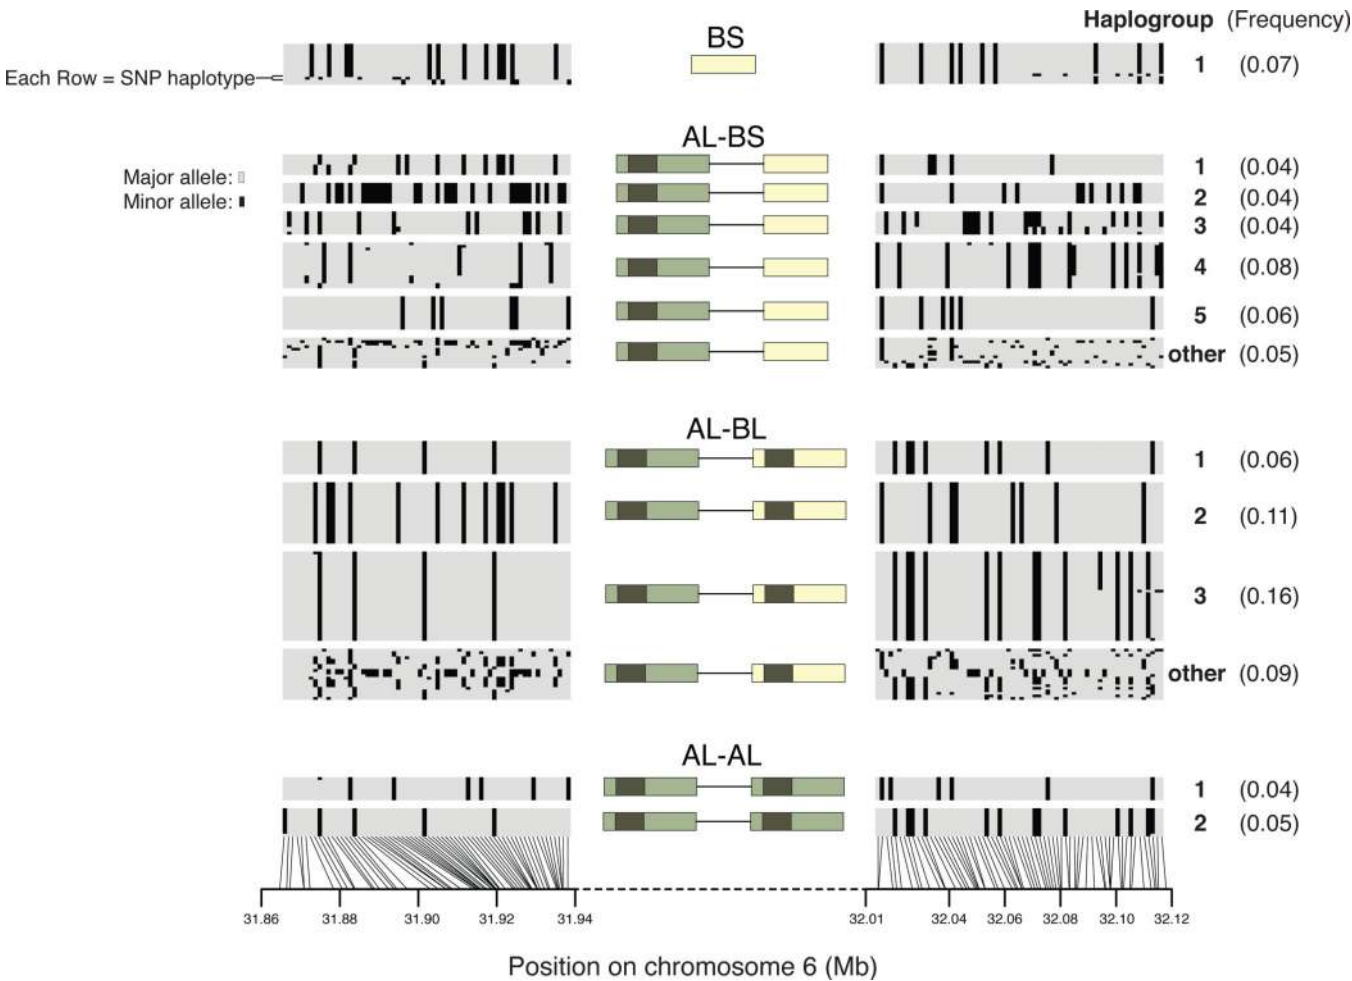 Haplogroup (Frequency)
BS
Each Row = SNP haplotype
1 (0.07)
AL-BS
Major allele:
Minor allele:
1 (0.04)
2 (0.04)
3 (0.04)
4 (0.08)
5 (0.06)
other (0.05)
AL-BL
1 (0.06)
2 (0.11)
3 (0.16)
other (0.09)
AL-AL
1 (0.04)
2 (0.05)
31.86 31.88 31.90 31.92 31.94 32.01 32.04 32.06 32.08 32.10 32.12
Position on chromosome 6 (Mb)